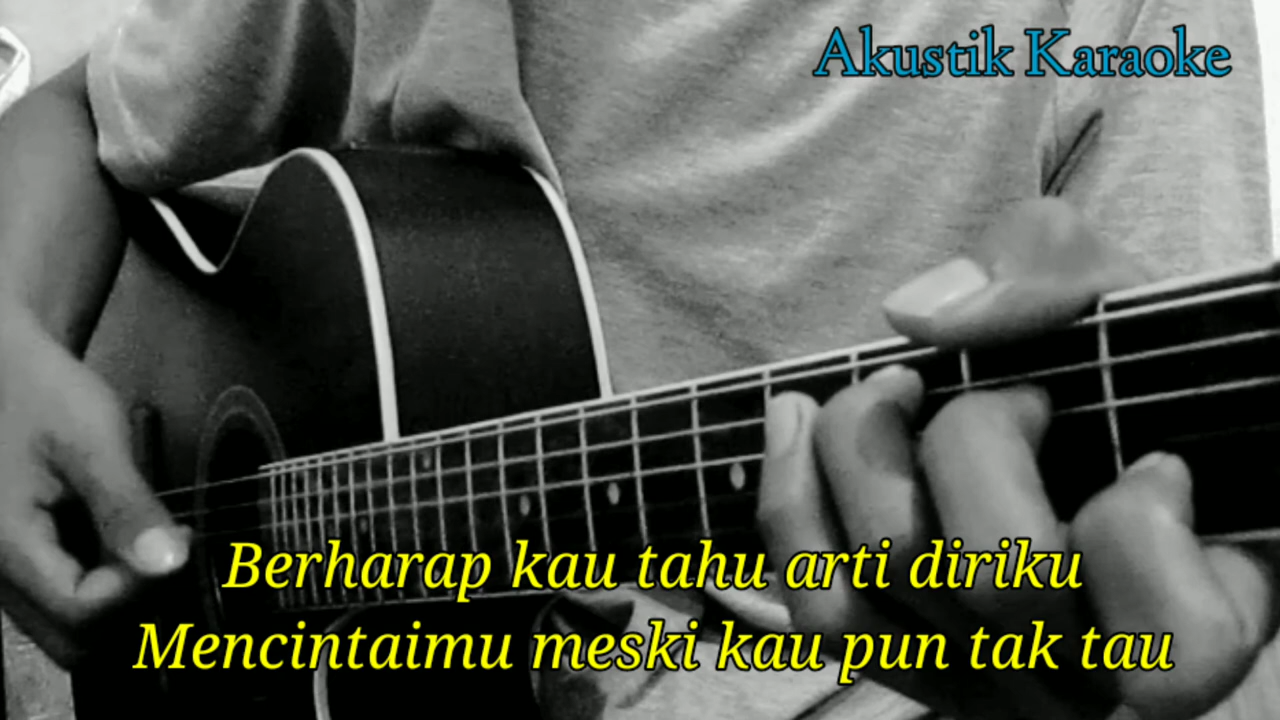 Akustik Karaoke
Berharap kau tahu arti diriku
Mencintaimu meski kau pun tak tau